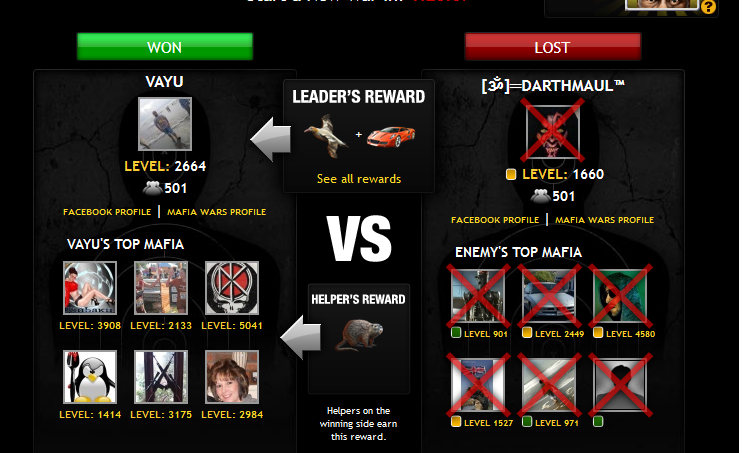 WON
LOST
VAYU
LEADER'S REWARD
[ॐ]═DARTHMAUL™
+
LEVEL: 2664
LEVEL: 1660
See all rewards
501
501
FACEBOOK PROFILE | MAFIA WARS PROFILE
FACEBOOK PROFILE | MAFIA WARS PROFILE
VS
VAYU'S TOP MAFIA
ENEMY'S TOP MAFIA
HELPER'S REWARD
LEVEL: 3908
LEVEL: 2133
LEVEL: 5041
LEVEL 901
LEVEL 2449
LEVEL 4580
LEVEL: 1414
LEVEL: 3175
LEVEL: 2984
LEVEL 1527
LEVEL 971
Helpers on the
winning side earn
this reward.
?